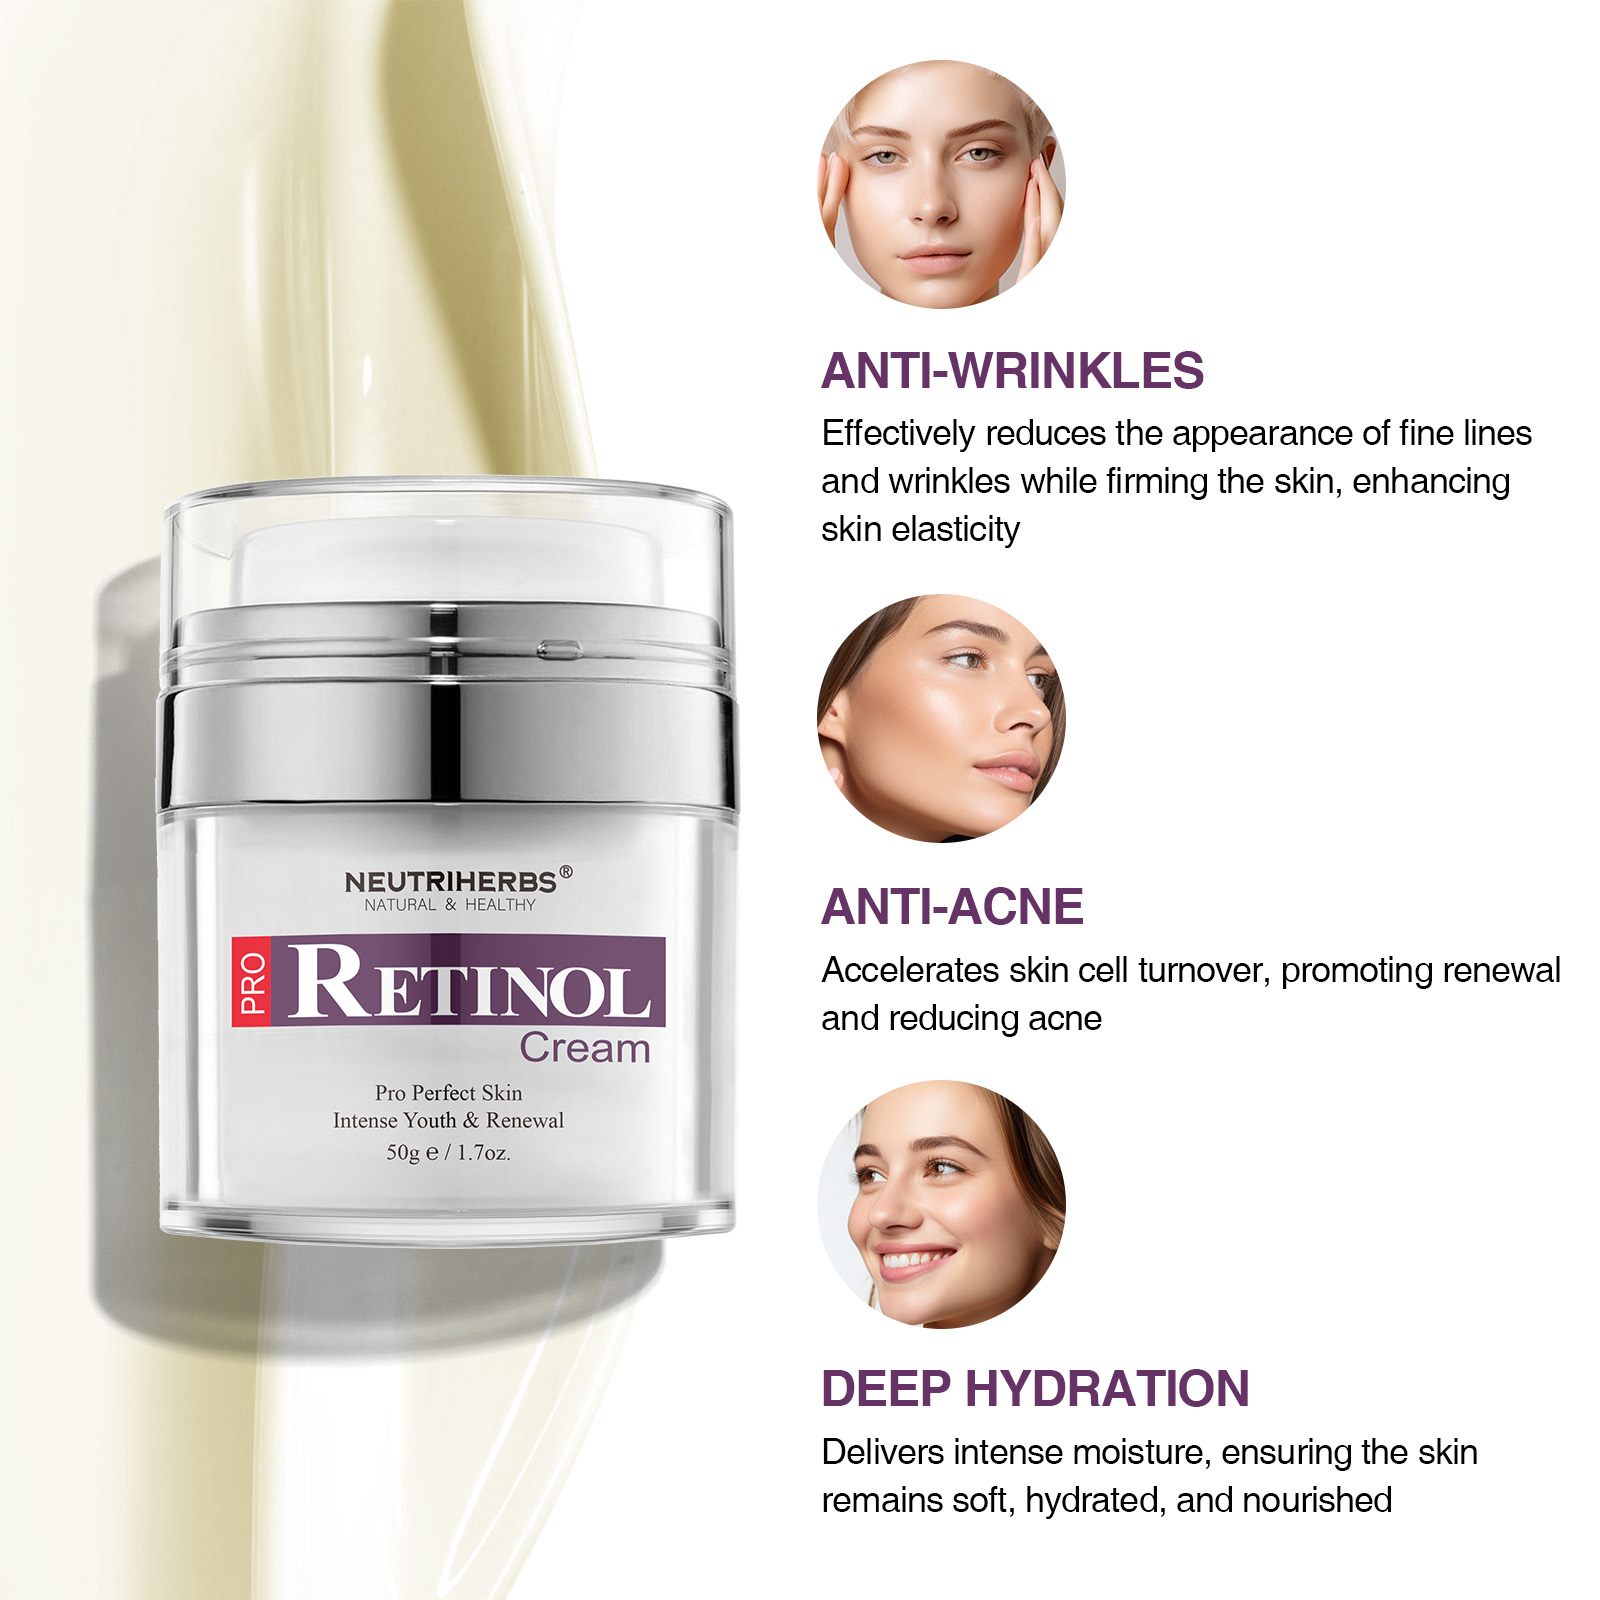 NEUTRIHERBS®
NATURAL & HEALTHY
PRO
RETINOL
Cream
Pro Perfect Skin
Intense Youth & Renewal
50g e / 1.7oz.
ANTI-WRINKLES
Effectively reduces the appearance of fine lines
and wrinkles while firming the skin, enhancing
skin elasticity
ANTI-ACNE
Accelerates skin cell turnover, promoting renewal
and reducing acne
DEEP HYDRATION
Delivers intense moisture, ensuring the skin
remains soft, hydrated, and nourished